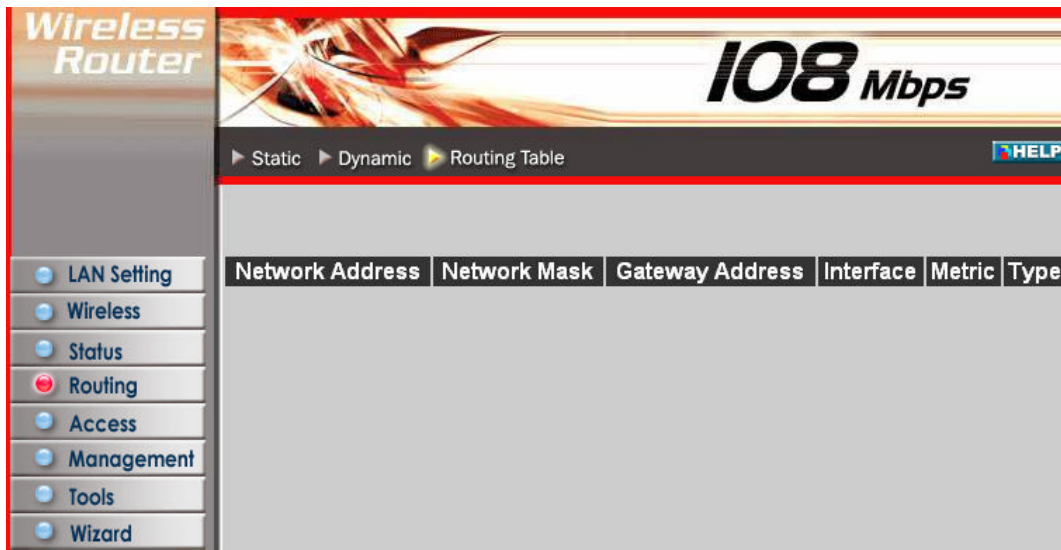 Wireless
Router
108 Mbps
Static Dynamic Routing Table
HELP
LAN Setting
Wireless
Status
Routing
Access
Management
Tools
Wizard
Network Address Network Mask Gateway Address Interface Metric Type